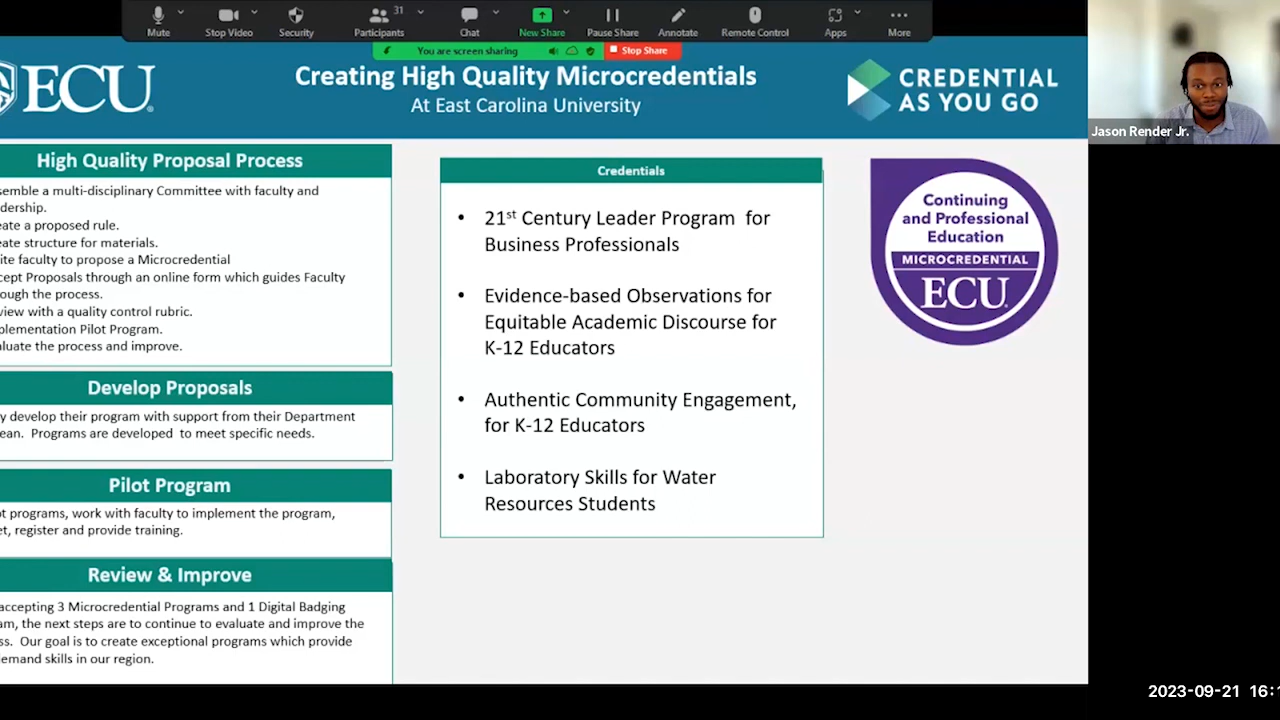 31
Mute
Stop Video
Security
Participants
Chat
New Share
Pause Share
Annotate
Remote Control
Apps
More
You are screen sharing
Stop Share
ECU
Creating High Quality Microcredentials
At East Carolina University
CREDENTIAL
AS YOU GO
Jason Render Jr.
High Quality Proposal Process
semble a multi-disciplinary Committee with faculty and
dership.
eate a proposed rule.
eate structure for materials.
ite faculty to propose a Microcredential
cept Proposals through an online form which guides Faculty
ough the process.
view with a quality control rubric.
plementation Pilot Program.
aluate the process and improve.
Develop Proposals
y develop their program with support from their Department
ean. Programs are developed to meet specific needs.
Pilot Program
ot programs, work with faculty to implement the program,
et, register and provide training.
Review & Improve
accepting 3 Microcredential Programs and 1 Digital Badging
am, the next steps are to continue to evaluate and improve the
ss. Our goal is to create exceptional programs which provide
emand skills in our region.
Credentials
• 21st Century Leader Program for
Business Professionals
• Evidence-based Observations for
Equitable Academic Discourse for
K-12 Educators
• Authentic Community Engagement,
for K-12 Educators
• Laboratory Skills for Water
Resources Students
Continuing
and Professional
Education
MICROCREDENTIAL
ECU
2023-09-21 16:1